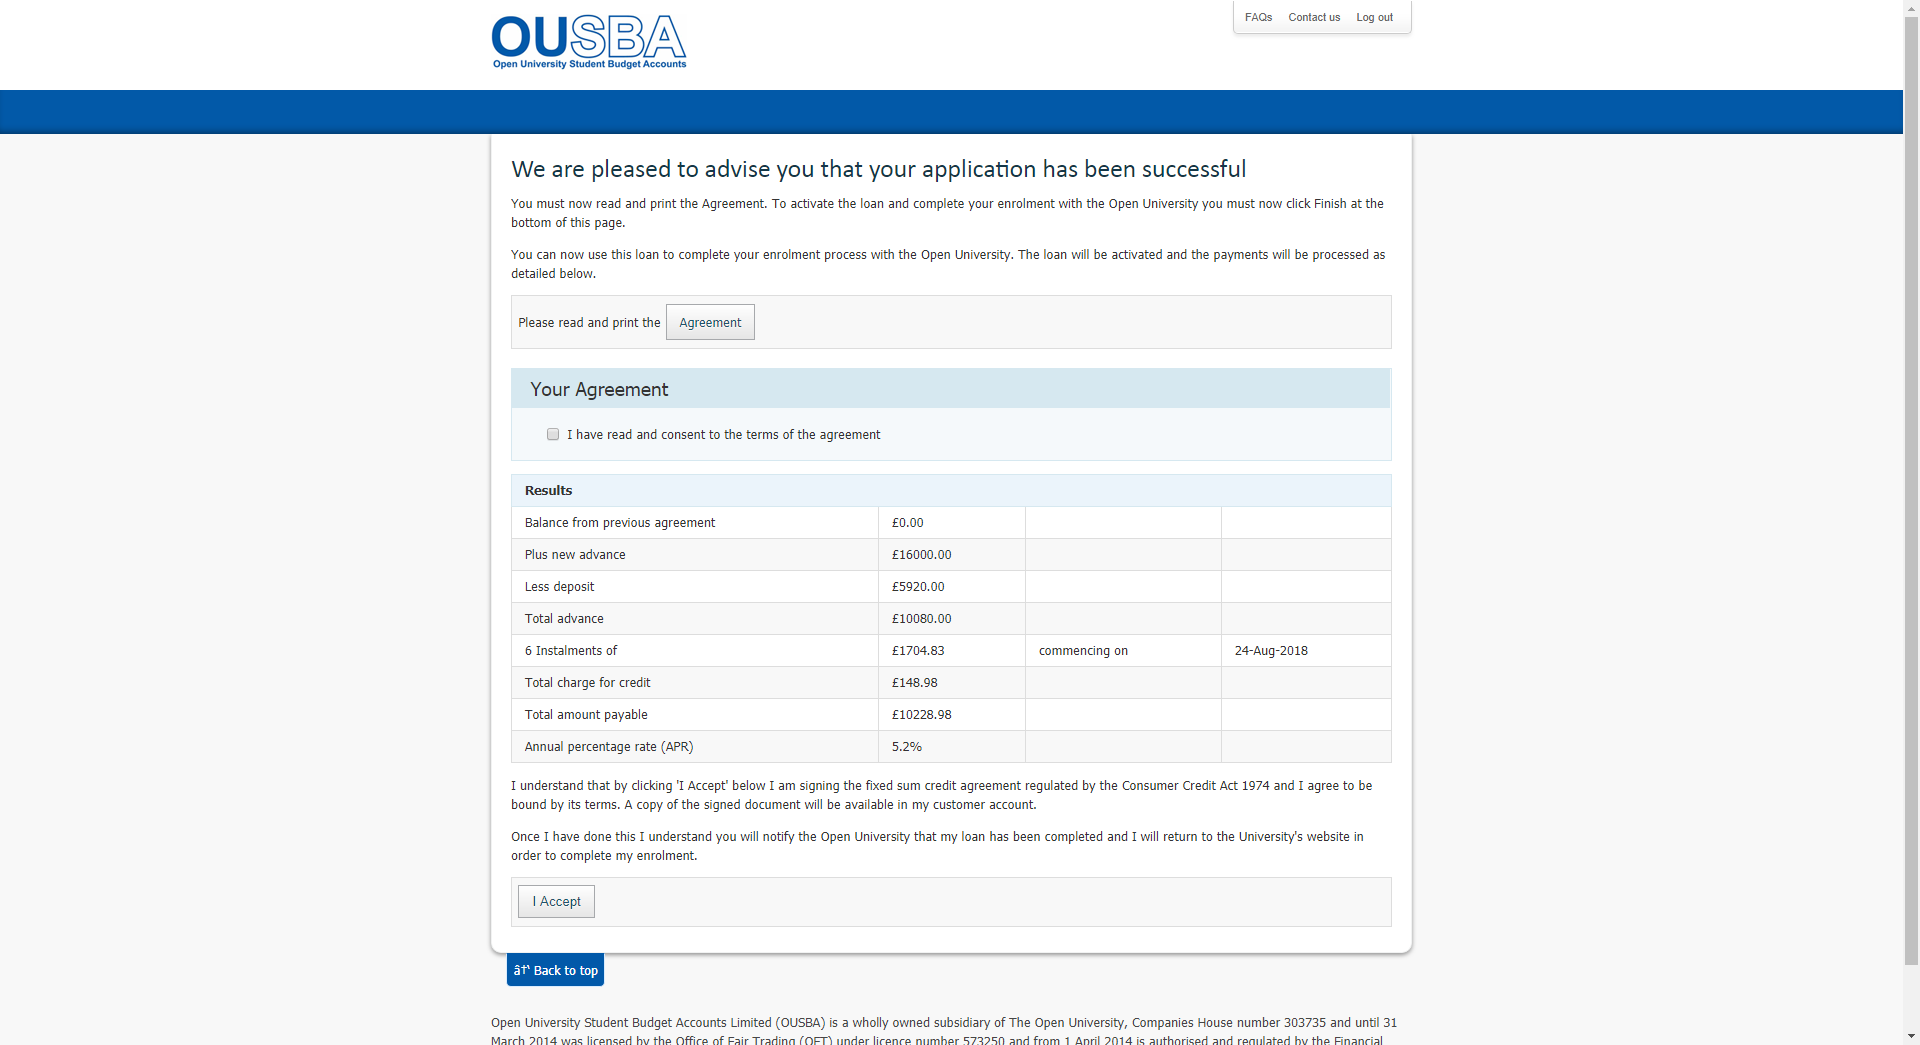 OUSBA
Open University Student Budget Accounts
FAQs Contact us Log out
We are pleased to advise you that your application has been successful
You must now read and print the Agreement. To activate the loan and complete your enrolment with the Open University you must now click Finish at the
bottom of this page.
You can now use this loan to complete your enrolment process with the Open University. The loan will be activated and the payments will be processed as
detailed below.
Please read and print the Agreement
Your Agreement
I have read and consent to the terms of the agreement
Results
Balance from previous agreement £0.00
Plus new advance £16000.00
Less deposit £5920.00
Total advance £10080.00
6 Instalments of £1704.83 commencing on 24-Aug-2018
Total charge for credit £148.98
Total amount payable £10228.98
Annual percentage rate (APR) 5.2%
I understand that by clicking 'I Accept' below I am signing the fixed sum credit agreement regulated by the Consumer Credit Act 1974 and I agree to be
bound by its terms. A copy of the signed document will be available in my customer account.
Once I have done this I understand you will notify the Open University that my loan has been completed and I will return to the University's website in
order to complete my enrolment.
I Accept
â†‘ Back to top
Open University Student Budget Accounts Limited (OUSBA) is a wholly owned subsidiary of The Open University, Companies House number 303735 and until 31
March 2014 was licensed by the Office of Fair Trading (OFT) under licence number 573250 and from 1 April 2014 is authorised and regulated by the Financial